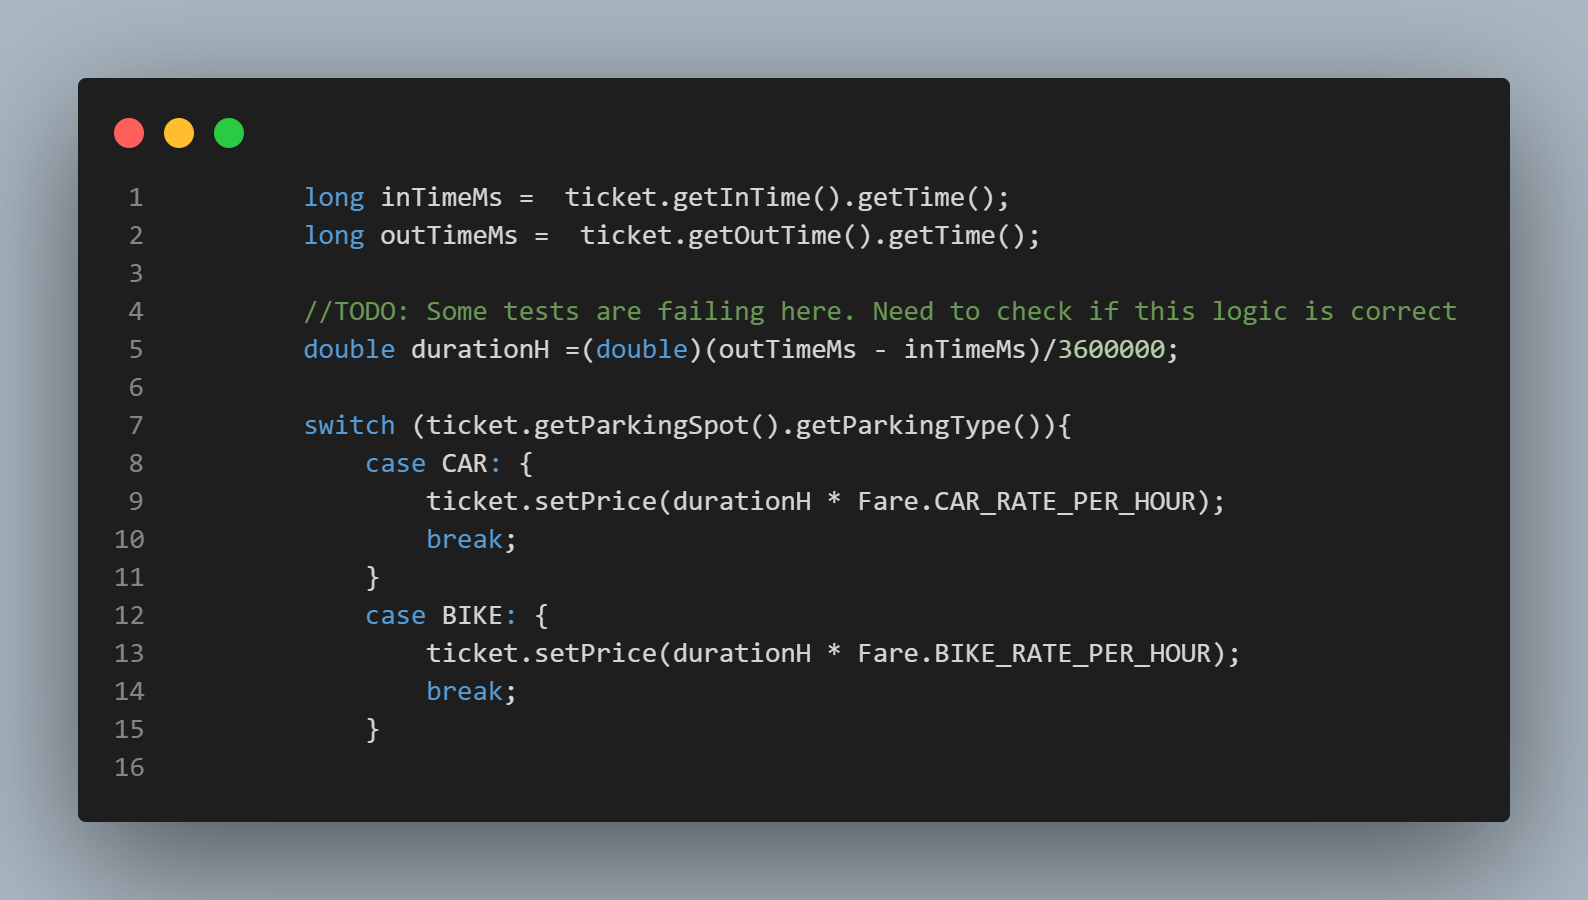 1 long inTimeMs =  ticket.getInTime().getTime();
2 long outTimeMs =  ticket.getOutTime().getTime();
3
4 //TODO: Some tests are failing here. Need to check if this logic is correct
5 double durationH =(double)(outTimeMs - inTimeMs)/3600000;
6
7 switch (ticket.getParkingSpot().getParkingType()){
8     case CAR: {
9         ticket.setPrice(durationH * Fare.CAR_RATE_PER_HOUR);
10         break;
11     }
12     case BIKE: {
13         ticket.setPrice(durationH * Fare.BIKE_RATE_PER_HOUR);
14         break;
15     }
16